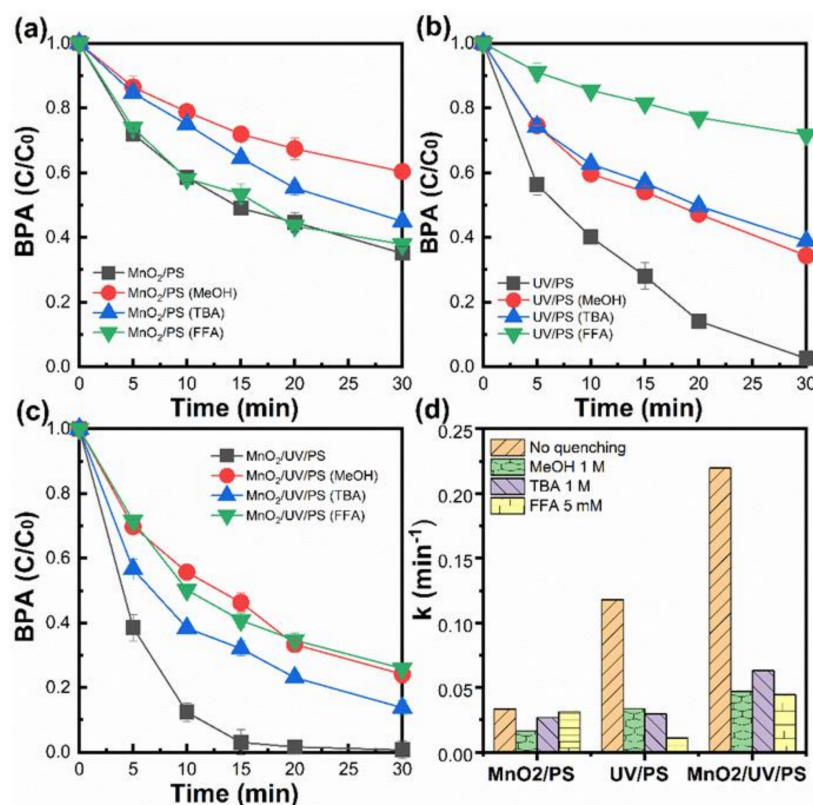 (a)
1.0
0.8
0.6
0.4
0.2
0.0
BPA (C/C₀)
MnO₂/PS
MnO₂/PS (MeOH)
MnO₂/PS (TBA)
MnO₂/PS (FFA)
0 5 10 15 20 25 30
Time (min)
(b)
1.0
0.8
0.6
0.4
0.2
0.0
BPA (C/C₀)
UV/PS
UV/PS (MeOH)
UV/PS (TBA)
UV/PS (FFA)
0 5 10 15 20 25 30
Time (min)
(c)
1.0
0.8
0.6
0.4
0.2
0.0
BPA (C/C₀)
MnO₂/UV/PS
MnO₂/UV/PS (MeOH)
MnO₂/UV/PS (TBA)
MnO₂/UV/PS (FFA)
0 5 10 15 20 25 30
Time (min)
(d)
0.25
0.20
0.15
0.10
0.05
0.00
k (min⁻¹)
No quenching
MeOH 1 M
TBA 1 M
FFA 5 mM
MnO2/PS UV/PS MnO2/UV/PS